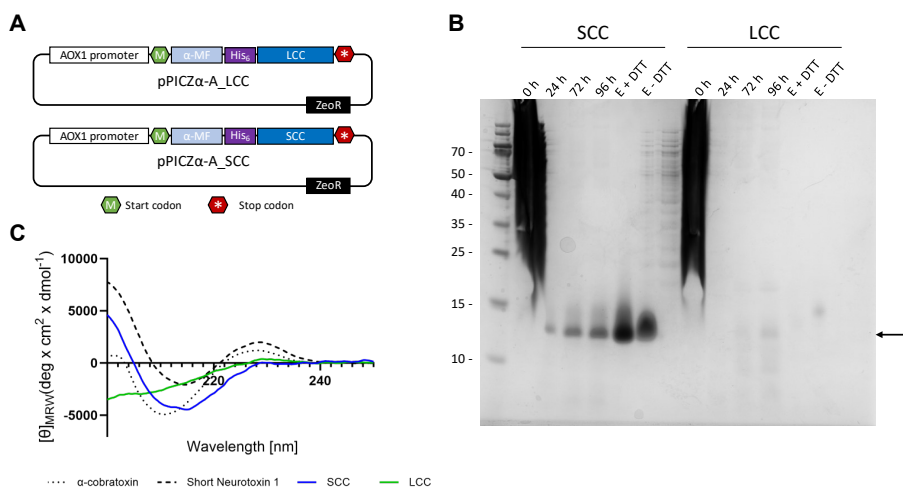 A
AOX1 promoter M α-MF His6 LCC *
pPICZα-A_LCC
ZeoR
AOX1 promoter M α-MF His6 SCC *
pPICZα-A_SCC
ZeoR
M Start codon * Stop codon
B
SCC LCC
0 h 24 h 72 h 96 h E + DTT E - DTT 0 h 24 h 72 h 96 h E + DTT E - DTT
70 -
50 -
40 -
35 -
25 -
15 -
10 -
C
[θ]MRW(deg x cm² x dmol⁻¹)
10000
5000
0
-5000
220 240
Wavelength [nm]
α-cobratoxin Short Neurotoxin 1 SCC LCC